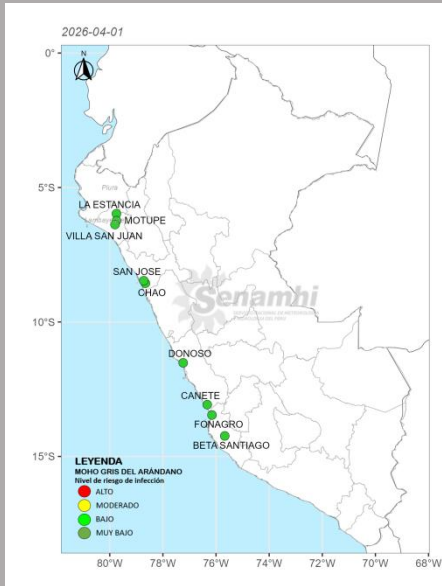 2026-04-01
0°
N
5°S
Piura
LA ESTANCIA
MOTUPE
VILLA SAN JUAN
SAN JOSE
CHAO
Senamhi
10°S
DONOSO
CANETE
FONAGRO
BETA SANTIAGO
15°S
LEYENDA
MOHO GRIS DEL ARÁNDANO
Nivel de riesgo de infección
ALTO
MODERADO
BAJO
MUY BAJO
80°W 78°W 76°W 74°W 72°W 70°W 68°W